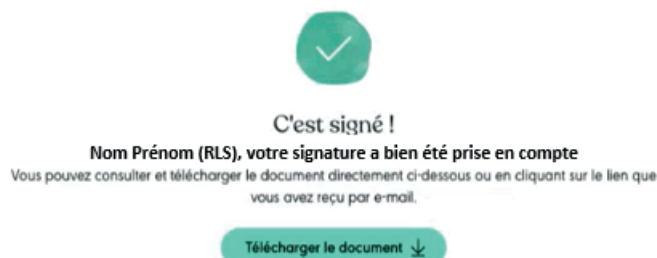 C'est signé !
Nom Prénom (RLS), votre signature a bien été prise en compte
Vous pouvez consulter et télécharger le document directement ci-dessous ou en cliquant sur le lien que
vous avez reçu par e-mail.
Télécharger le document